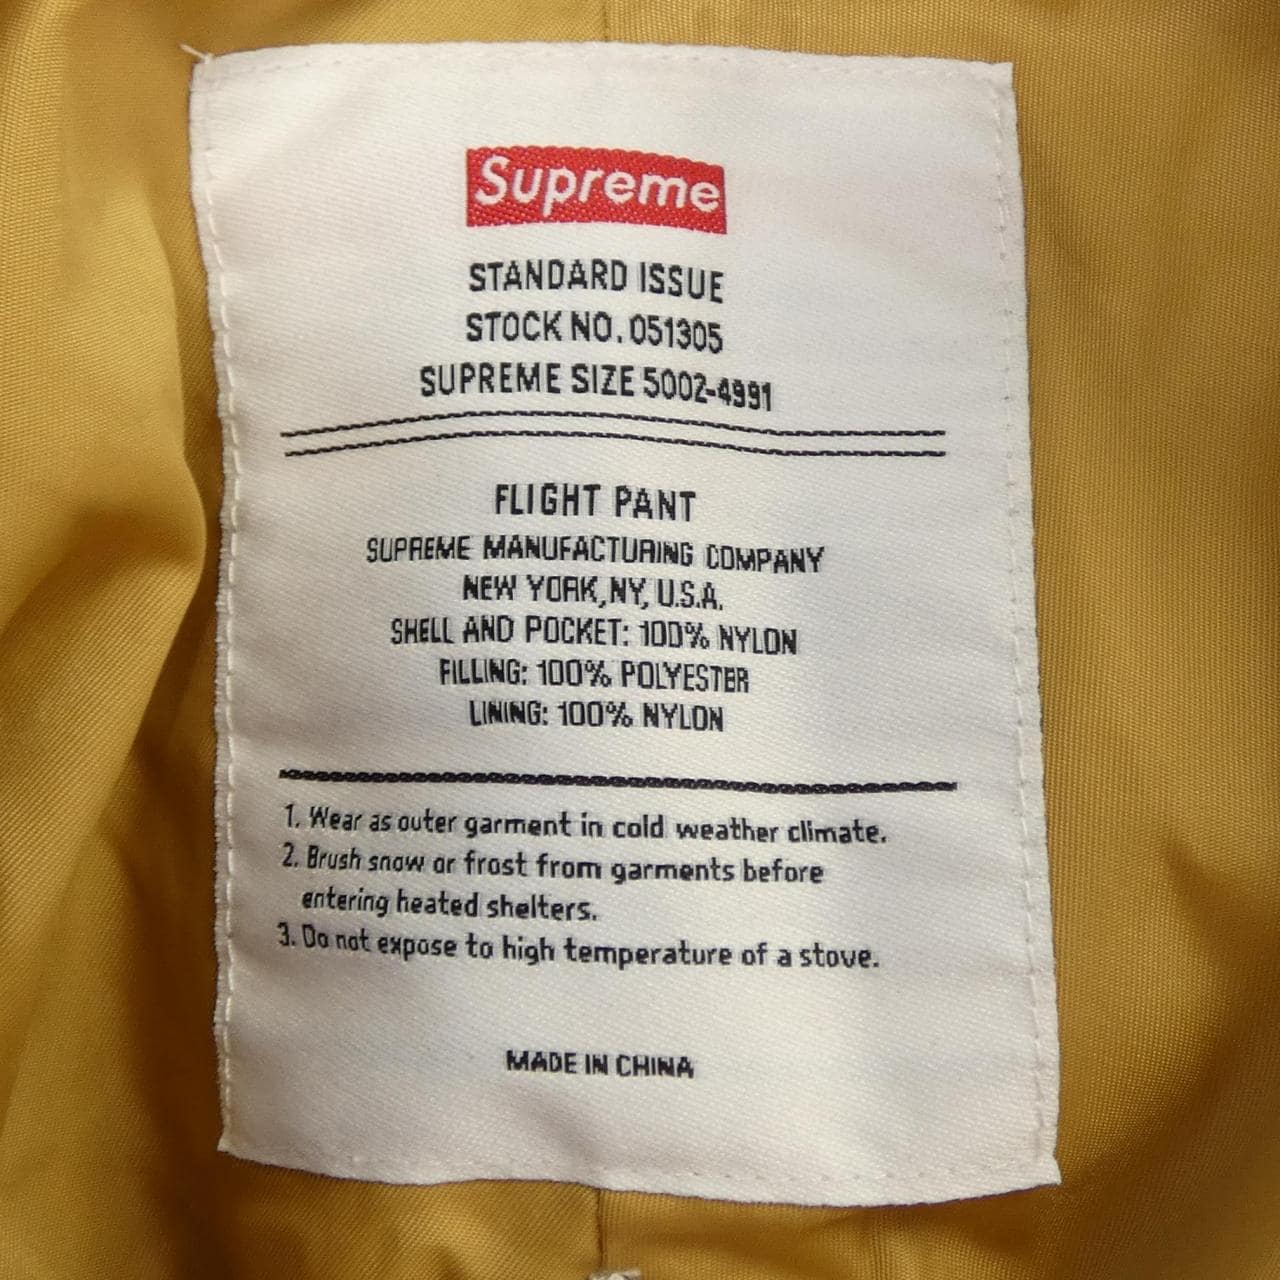 Supreme
STANDARD ISSUE
STOCK NO. 051305
SUPREME SIZE 5002-4991
FLIGHT PANT
SUPREME MANUFACTURING COMPANY
NEW YORK, NY, U.S.A.
SHELL AND POCKET: 100% NYLON
FILLING: 100% POLYESTER
LINING: 100% NYLON
1. Wear as outer garment in cold weather climate.
2. Brush snow or frost from garments before
entering heated shelters.
3. Do not expose to high temperature of a stove.
MADE IN CHINA